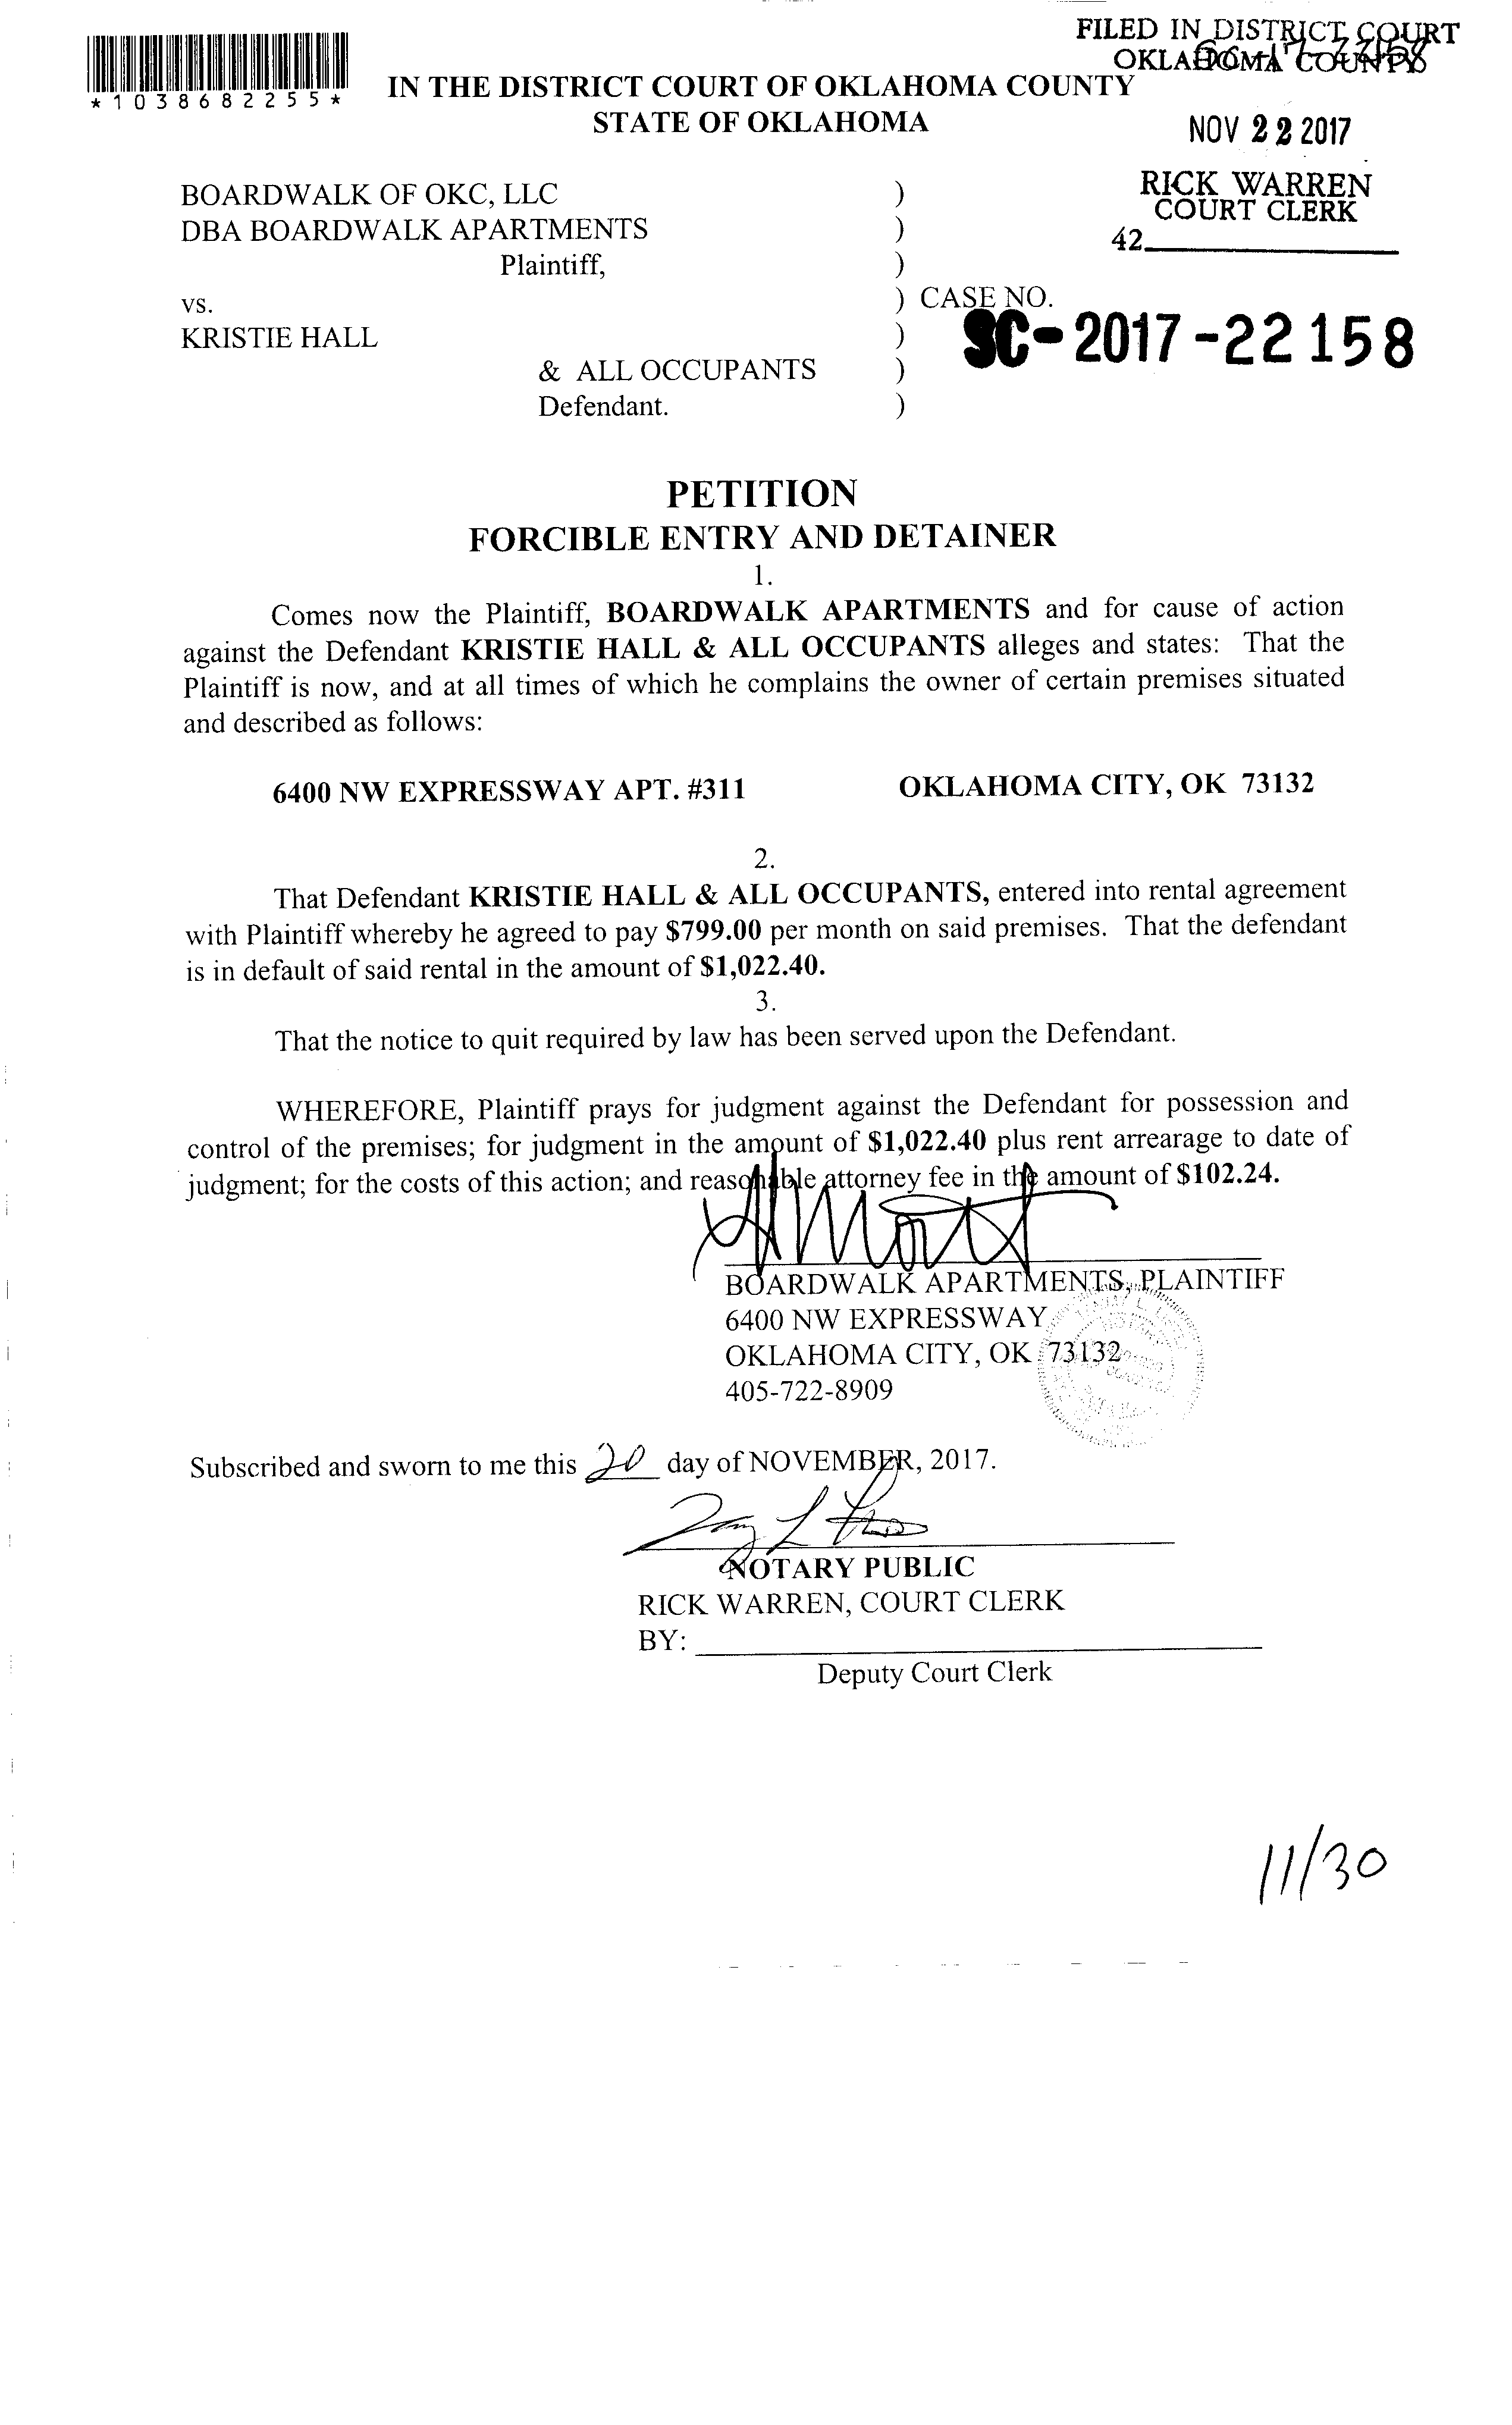 FILED IN DISTRICT COURT
OKLAHOMA COUNTY
*1038682255*
IN THE DISTRICT COURT OF OKLAHOMA COUNTY
STATE OF OKLAHOMA
NOV 22 2017
RICK WARREN
COURT CLERK
42
BOARDWALK OF OKC, LLC )
DBA BOARDWALK APARTMENTS )
Plaintiff, )
vs. ) CASE NO.
KRISTIE HALL ) SC-2017-22158
& ALL OCCUPANTS )
Defendant. )
PETITION
FORCIBLE ENTRY AND DETAINER
1.
Comes now the Plaintiff, BOARDWALK APARTMENTS and for cause of action
against the Defendant KRISTIE HALL & ALL OCCUPANTS alleges and states: That the
Plaintiff is now, and at all times of which he complains the owner of certain premises situated
and described as follows:
6400 NW EXPRESSWAY APT. #311 OKLAHOMA CITY, OK 73132
2.
That Defendant KRISTIE HALL & ALL OCCUPANTS, entered into rental agreement
with Plaintiff whereby he agreed to pay $799.00 per month on said premises. That the defendant
is in default of said rental in the amount of $1,022.40.
3.
That the notice to quit required by law has been served upon the Defendant.
WHEREFORE, Plaintiff prays for judgment against the Defendant for possession and
control of the premises; for judgment in the amount of $1,022.40 plus rent arrearage to date of
judgment; for the costs of this action; and reasonable attorney fee in the amount of $102.24.
BOARDWALK APARTMENTS, PLAINTIFF
6400 NW EXPRESSWAY
OKLAHOMA CITY, OK 73132
405-722-8909
Subscribed and sworn to me this 20 day of NOVEMBER, 2017.
NOTARY PUBLIC
RICK WARREN, COURT CLERK
BY:
Deputy Court Clerk
11/30